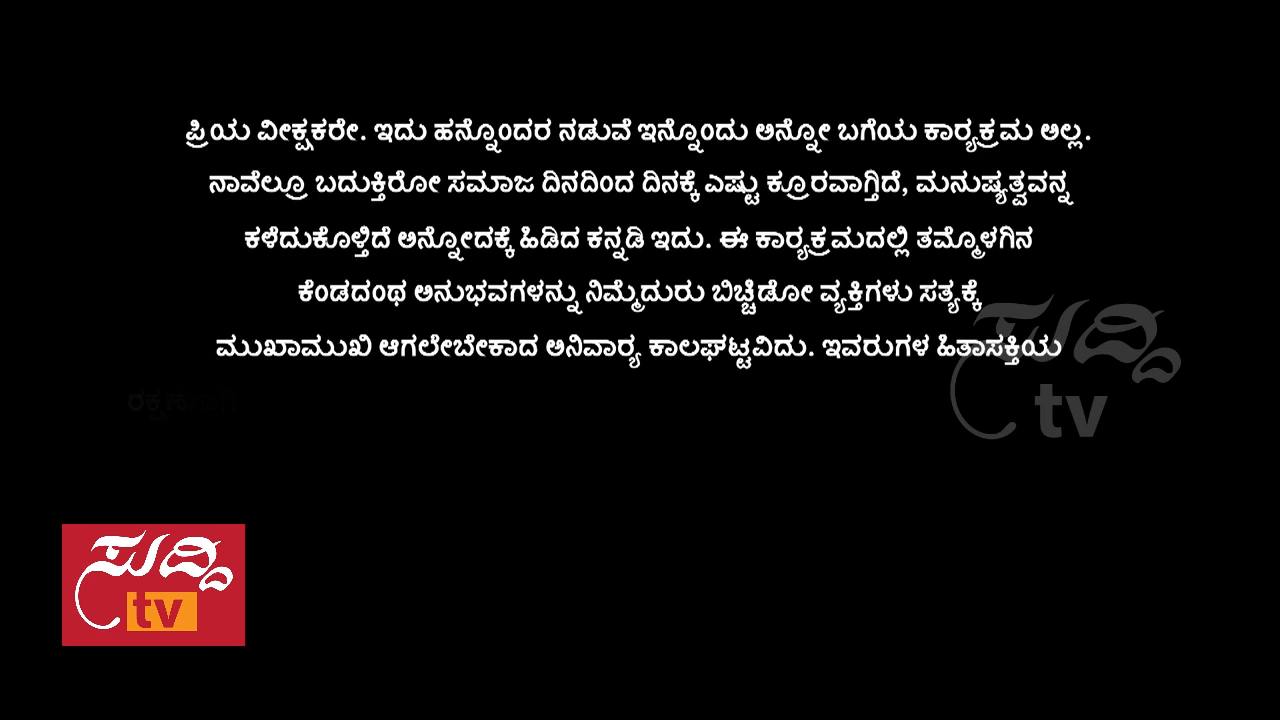 ಪ್ರಿಯ ವೀಕ್ಷಕರೇ. ಇದು ಹನ್ನೊಂದರ ನಡುವೆ ಇನ್ನೊಂದು ಅನ್ನೋ ಬಗೆಯ ಕಾರ್‍ಯಕ್ರಮ ಅಲ್ಲ.
ನಾವೆಲ್ರೂ ಬದುಕ್ತಿರೋ ಸಮಾಜ ದಿನದಿಂದ ದಿನಕ್ಕೆ ಎಷ್ಟು ಕ್ರೂರವಾಗ್ತಿದೆ, ಮನುಷ್ಯತ್ವವನ್ನ
ಕಳೆದುಕೊಳ್ತಿದೆ ಅನ್ನೋದಕ್ಕೆ ಹಿಡಿದ ಕನ್ನಡಿ ಇದು. ಈ ಕಾರ್‍ಯಕ್ರಮದಲ್ಲಿ ತಮ್ಮೊಳಗಿನ
ಕೆಂಡದಂಥ ಅನುಭವಗಳನ್ನು ನಿಮ್ಮೆದುರು ಬಿಚ್ಚಿಡೋ ವ್ಯಕ್ತಿಗಳು ಸತ್ಯಕ್ಕೆ
ಮುಖಾಮುಖಿ ಆಗಲೇಬೇಕಾದ ಅನಿವಾರ್‍ಯ ಕಾಲಘಟ್ಟವಿದು. ಇವರುಗಳ ಹಿತಾಸಕ್ತಿಯ
ರಕ್ಷಣೆಗಾಗಿ
ಸುದ್ದಿ
tv
ಸುದ್ದಿ
tv